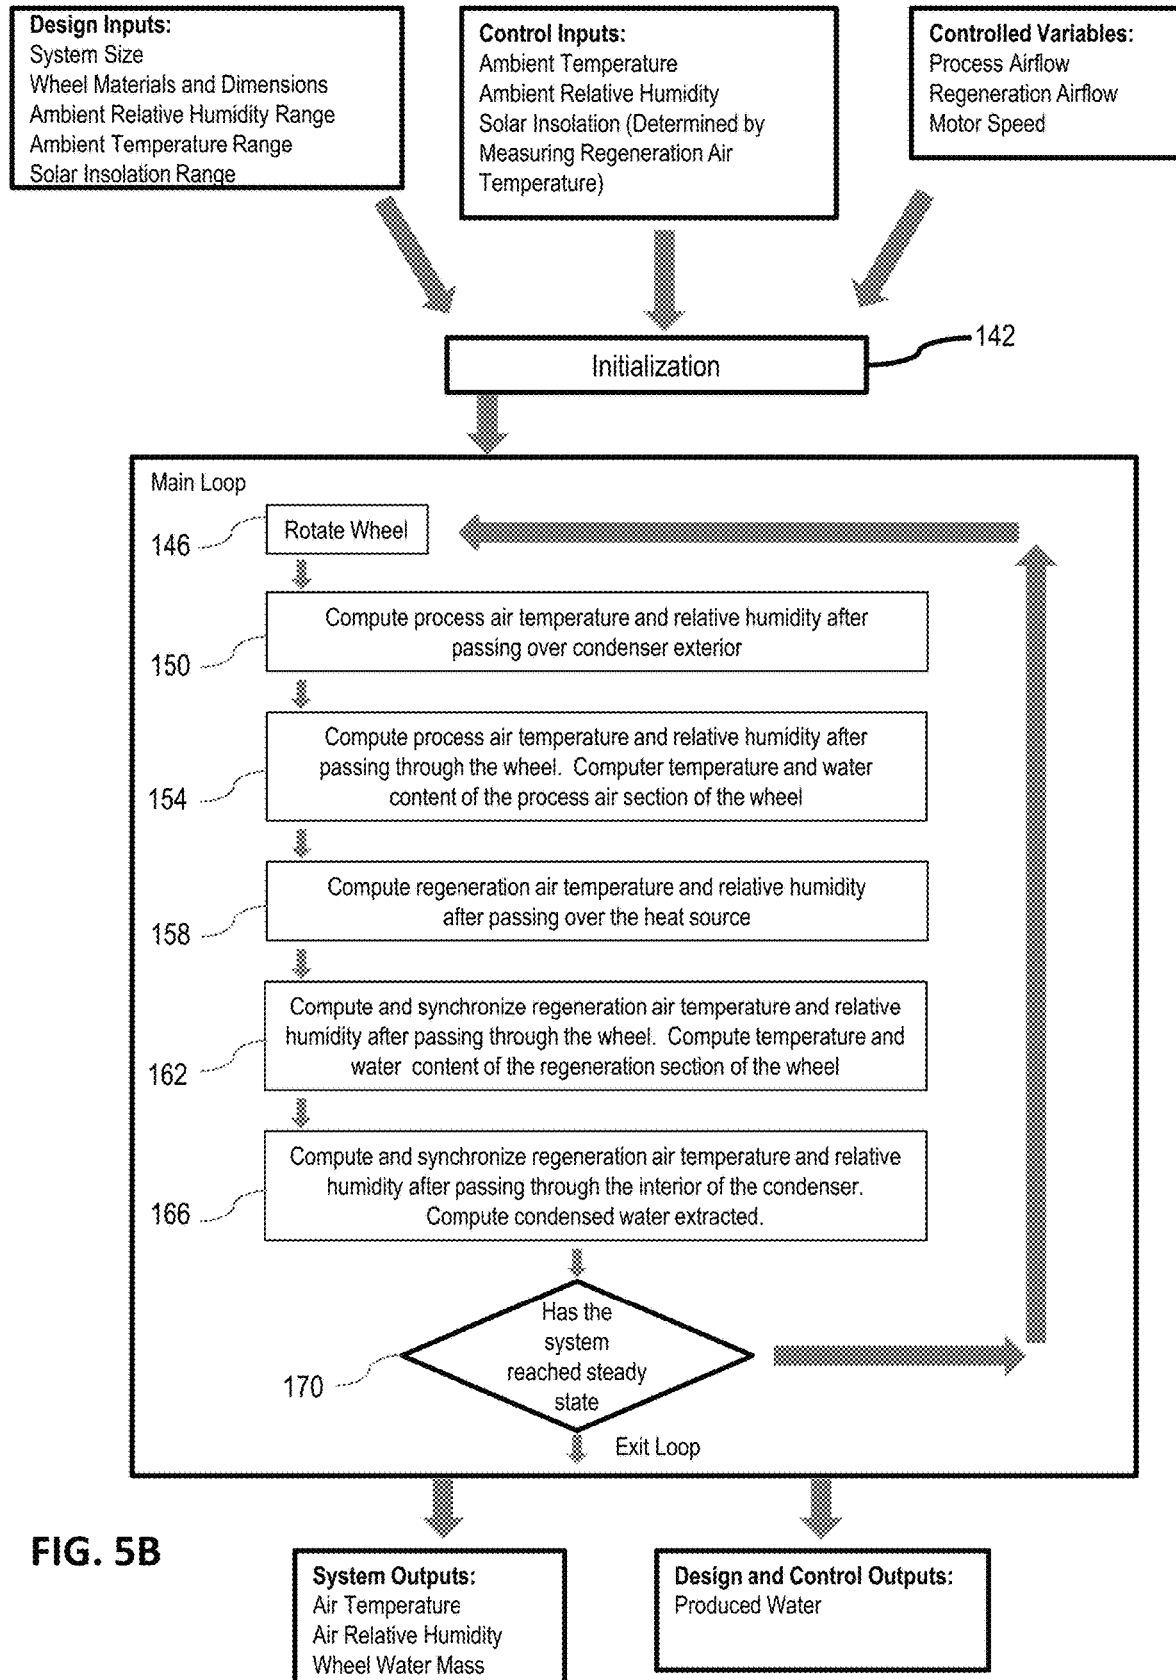 Design Inputs:
System Size
Wheel Materials and Dimensions
Ambient Relative Humidity Range
Ambient Temperature Range
Solar Insolation Range
Control Inputs:
Ambient Temperature
Ambient Relative Humidity
Solar Insolation (Determined by
Measuring Regeneration Air
Temperature)
Controlled Variables:
Process Airflow
Regeneration Airflow
Motor Speed
Initialization
142
Main Loop
146
Rotate Wheel
Compute process air temperature and relative humidity after
passing over condenser exterior
150
Compute process air temperature and relative humidity after
passing through the wheel. Computer temperature and water
content of the process air section of the wheel
154
Compute regeneration air temperature and relative humidity
after passing over the heat source
158
Compute and synchronize regeneration air temperature and relative
humidity after passing through the wheel. Compute temperature and
water content of the regeneration section of the wheel
162
Compute and synchronize regeneration air temperature and relative
humidity after passing through the interior of the condenser.
Compute condensed water extracted.
166
Has the
system
reached steady
state
170
Exit Loop
FIG. 5B
System Outputs:
Air Temperature
Air Relative Humidity
Wheel Water Mass
Design and Control Outputs:
Produced Water